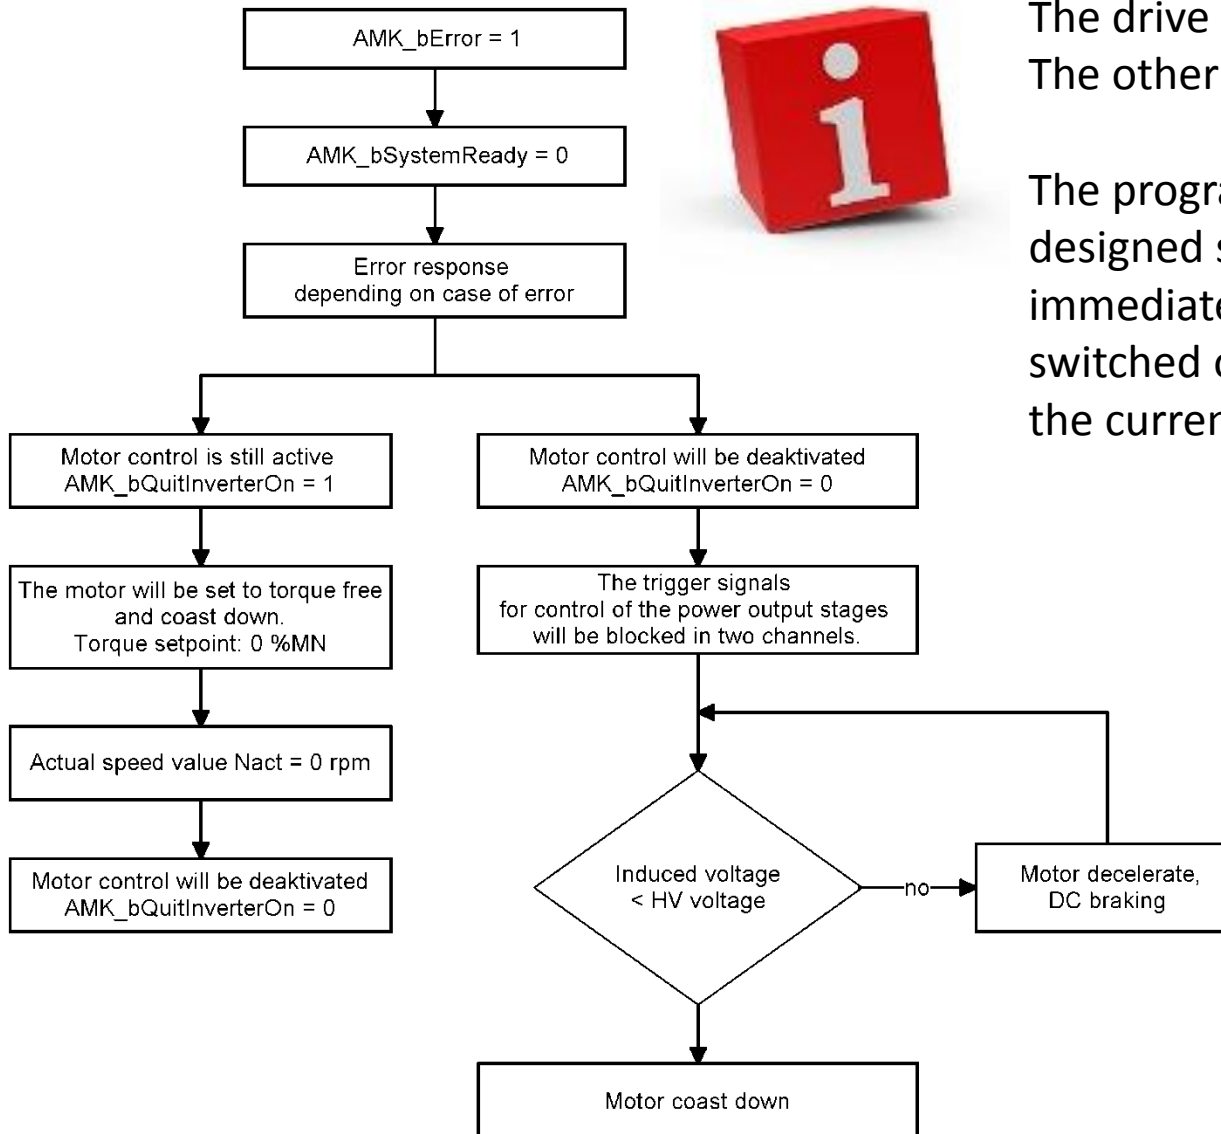 AMK_bError = 1
AMK_bSystemReady = 0
Error response
depending on case of error
Motor control is still active
AMK_bQuitInverterOn = 1
The motor will be set to torque free
and coast down.
Torque setpoint: 0 %MN
Actual speed value Nact = 0 rpm
Motor control will be deaktivated
AMK_bQuitInverterOn = 0
Motor control will be deaktivated
AMK_bQuitInverterOn = 0
The trigger signals
for control of the power output stages
will be blocked in two channels.
Induced voltage
< HV voltage
no
Motor decelerate,
DC braking
Motor coast down
i
The drive
The other
designed
switched
the